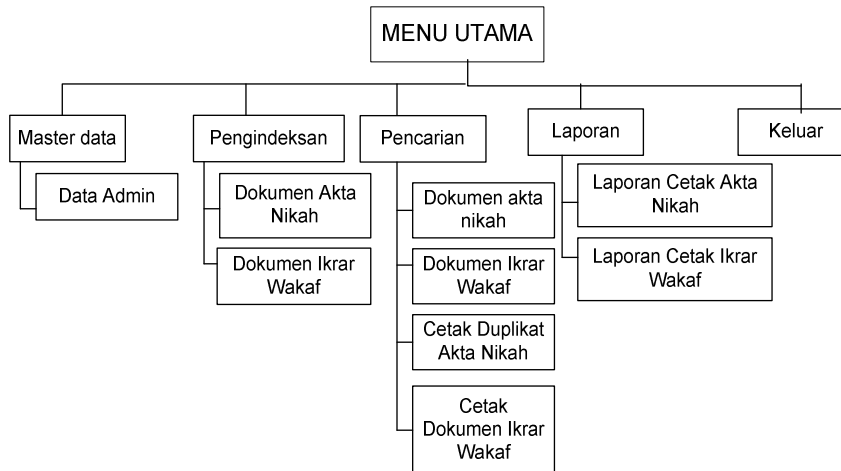 MENU UTAMA
Master data
Pengindeksan
Pencarian
Laporan
Keluar
Data Admin
Dokumen Akta
Nikah
Dokumen Ikrar
Wakaf
Dokumen akta
nikah
Dokumen Ikrar
Wakaf
Cetak Duplikat
Akta Nikah
Cetak
Dokumen Ikrar
Wakaf
Laporan Cetak Akta
Nikah
Laporan Cetak Ikrar
Wakaf